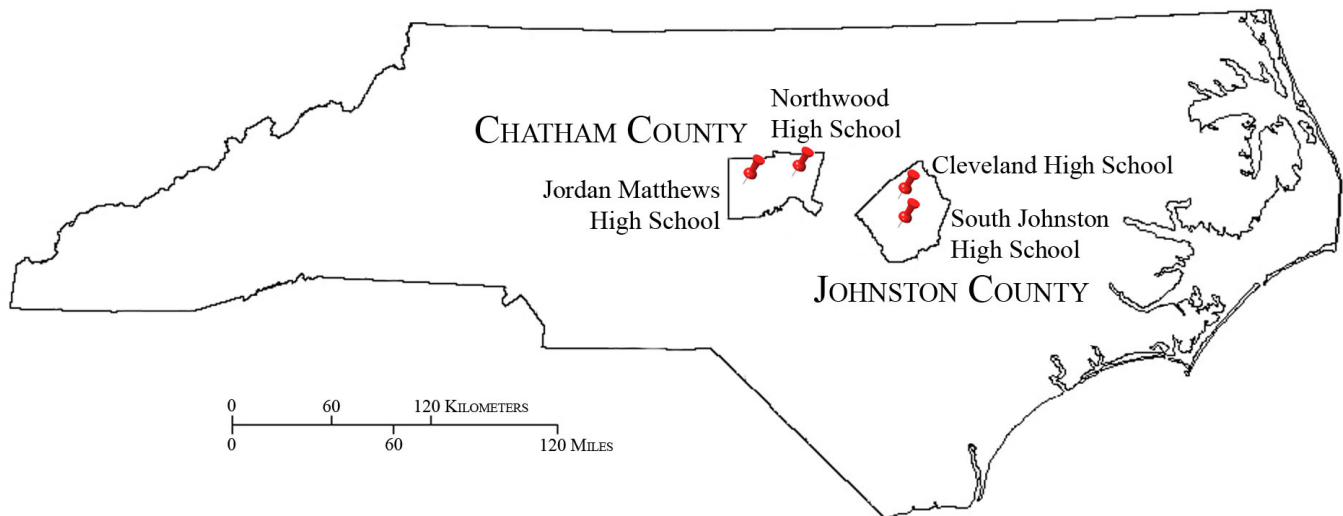 Northwood
High School
CHATHAM COUNTY
Jordan Matthews
High School
Cleveland High School
South Johnston
High School
JOHNSTON COUNTY
0 60 120 KILOMETERS
0 60 120 MILES